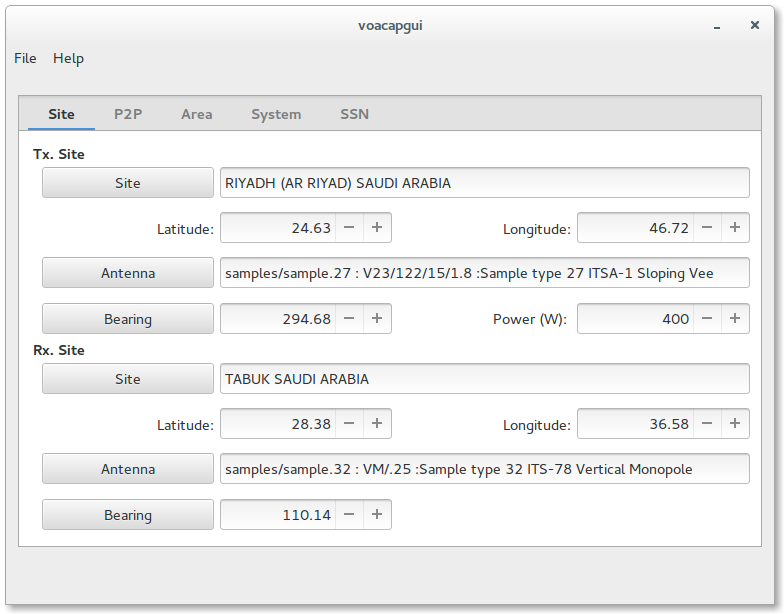 voacapgui
File Help
Site P2P Area System SSN
Tx. Site
Site RIYADH (AR RIYAD) SAUDI ARABIA
Latitude: 24.63 − + Longitude: 46.72 − +
Antenna samples/sample.27 : V23/122/15/1.8 :Sample type 27 ITSA-1 Sloping Vee
Bearing 294.68 − + Power (W): 400 − +
Rx. Site
Site TABUK SAUDI ARABIA
Latitude: 28.38 − + Longitude: 36.58 − +
Antenna samples/sample.32 : VM/.25 :Sample type 32 ITS-78 Vertical Monopole
Bearing 110.14 − +